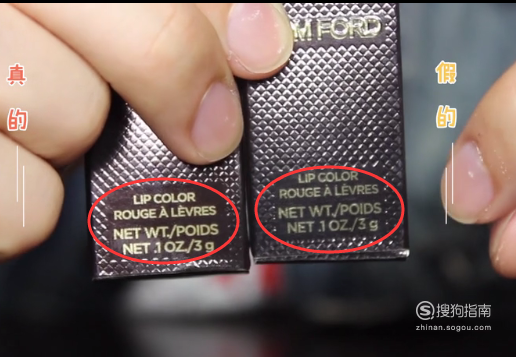 M FORD
真的
假的
LIP COLOR
ROUGE À LÈVRES
NET WT./POIDS
NET .1 OZ./3 g
LIP COLOR
ROUGE À LÈVRES
NET WT./POIDS
NET .1 OZ./3 g
搜狗指南
zhinan.sogou.com